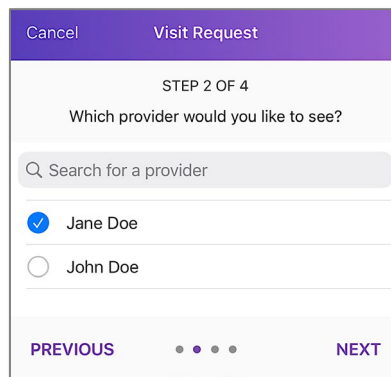 Cancel Visit Request
STEP 2 OF 4
Which provider would you like to see?
Search for a provider
Jane Doe
John Doe
PREVIOUS NEXT